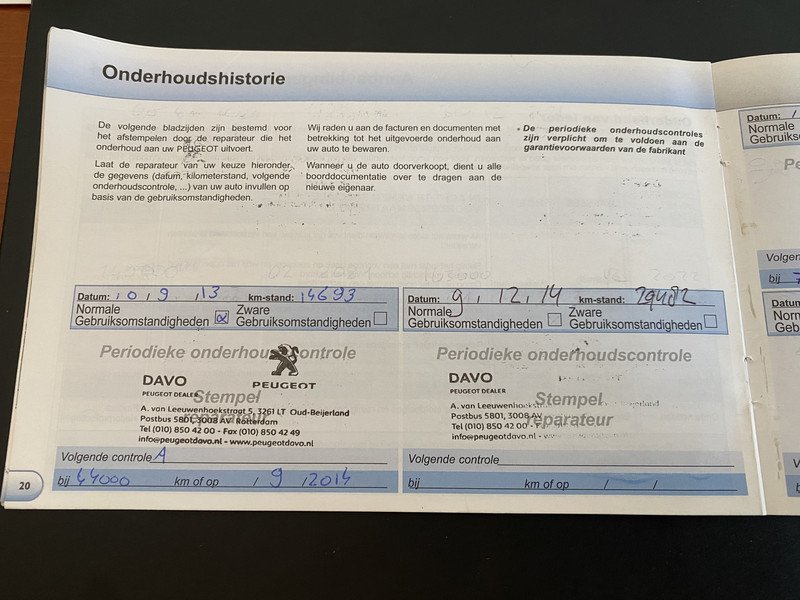 Onderhoudshistorie
De volgende bladzijden zijn bestemd voor
het afstempelen door de reparateur die het
onderhoud aan uw PEUGEOT uitvoert.
Laat de reparateur van uw keuze hieronder
de gegevens (datum, kilometerstand, volgende
onderhoudscontrole, ...) van uw auto invullen op
basis van de gebruiksomstandigheden.
Wij raden u aan de facturen en documenten met
betrekking tot het uitgevoerde onderhoud aan
uw auto te bewaren.
Wanneer u de auto doorverkoopt, dient u alle
boorddocumentatie over te dragen aan de
nieuwe eigenaar.
De periodieke onderhoudscontroles
zijn verplicht om te voldoen aan de
garantievoorwaarden van de fabrikant
Datum: 10, 9, 13 km-stand: 14693
Normale
Gebruiksomstandigheden
Zware
Gebruiksomstandigheden
Periodieke onderhoudscontrole
PEUGEOT
DAVO
PEUGEOT DEALER
Stempel
reparateur
A. van Leeuwenhoekstraat 5, 3261 LT Oud-Beijerland
Postbus 5801, 3008 AV Rotterdam
Tel (010) 850 42 00 - Fax (010) 850 42 49
info@peugeotdavo.nl - www.peugeotdavo.nl
Volgende controle A
bij 44000 km of op / 9 / 2014
Datum: 9, 12, 14 km-stand: 29482
Normale
Gebruiksomstandigheden
Zware
Gebruiksomstandigheden
Periodieke onderhoudscontrole
DAVO
PEUGEOT DEALER
Stempel
reparateur
A. van Leeuwenhoekstr
Postbus 5801, 3008 AV
Tel (010) 850 42 00 -
info@peugeotdavo.nl -
Volgende controle
bij km of op / /
20
Datum:
Normale
Gebruiks
Pe
Volgen
bij
Datum:
Norm
Gebru